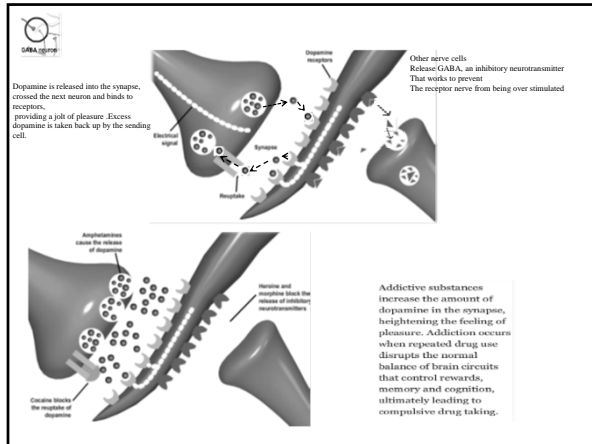 GABA neuron
Dopamine is released into the synapse,
crossed the next neuron and binds to
receptors,
providing a jolt of pleasure .Excess
dopamine is taken back up by the sending
cell.
Dopamine
receptors
Electrical
signal
Synapse
Reuptake
Other nerve cells
Release GABA, an inhibitory neurotransmitter
That works to prevent
The receptor nerve from being over stimulated
Amphetamines
cause the release
of dopamine
Heroine and
morphine block the
release of inhibitory
neurotransmitters
Cocaine blocks
the reuptake of
dopamine
Addictive substances
increase the amount of
dopamine in the synapse,
heightening the feeling of
pleasure. Addiction occurs
when repeated drug use
disrupts the normal
balance of brain circuits
that control rewards,
memory and cognition,
ultimately leading to
compulsive drug taking.